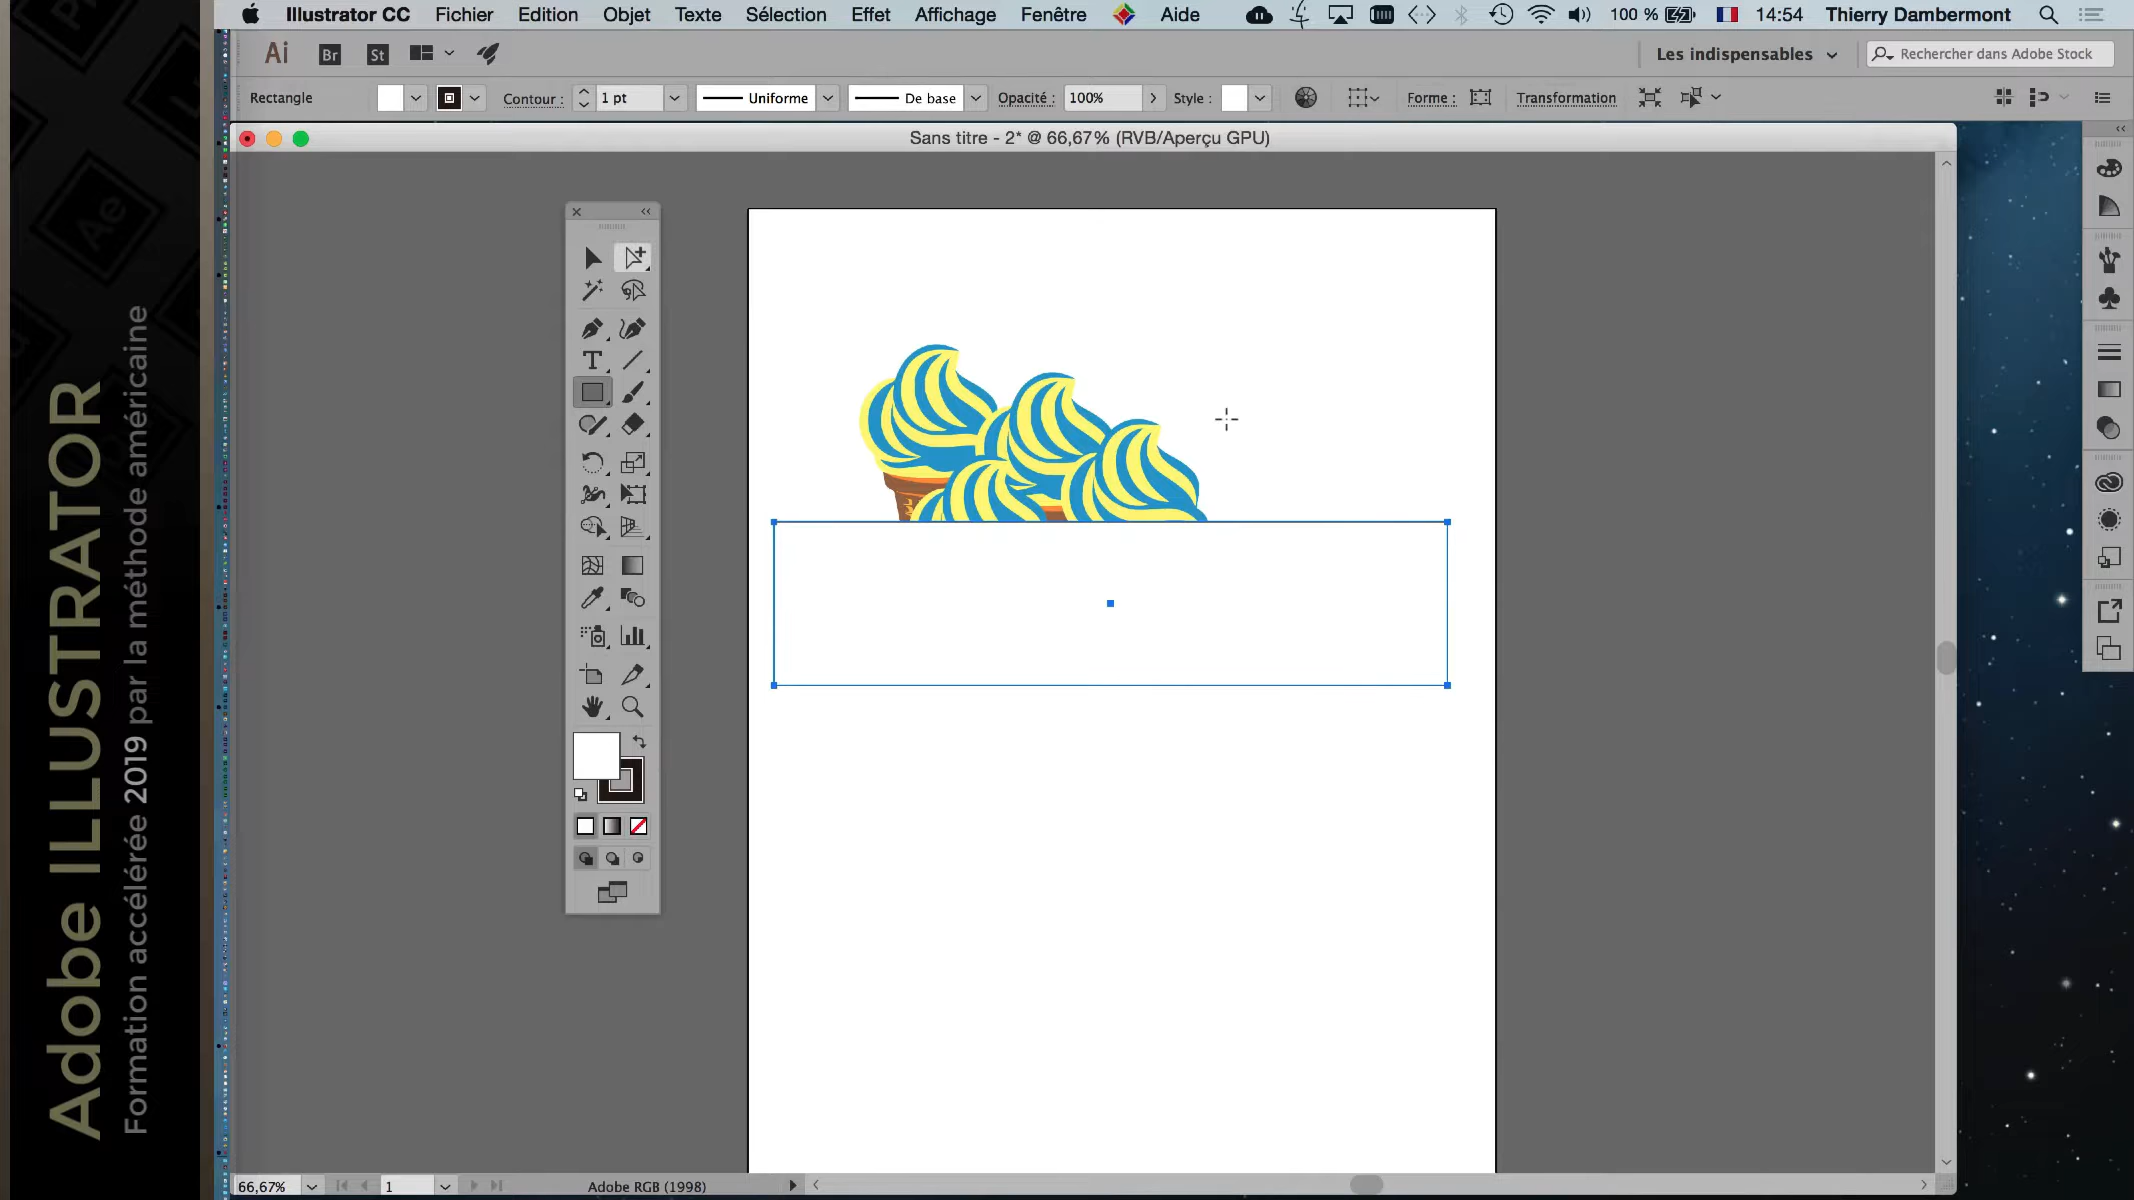 Illustrator CC Fichier Edition Objet Texte Sélection Effet Affichage Fenêtre Aide 100 % 14:54 Thierry Dambermont
Ai Br St Les indispensables Rechercher dans Adobe Stock
Rectangle Contour : 1 pt Uniforme De base Opacité : 100% Style : Forme : Transformation
Sans titre - 2* @ 66,67% (RVB/Aperçu GPU)
T
66,67% 1 Adobe RGB (1998)
Adobe ILLUSTRATOR
Formation accélérée 2019 par la méthode américaine
Ae